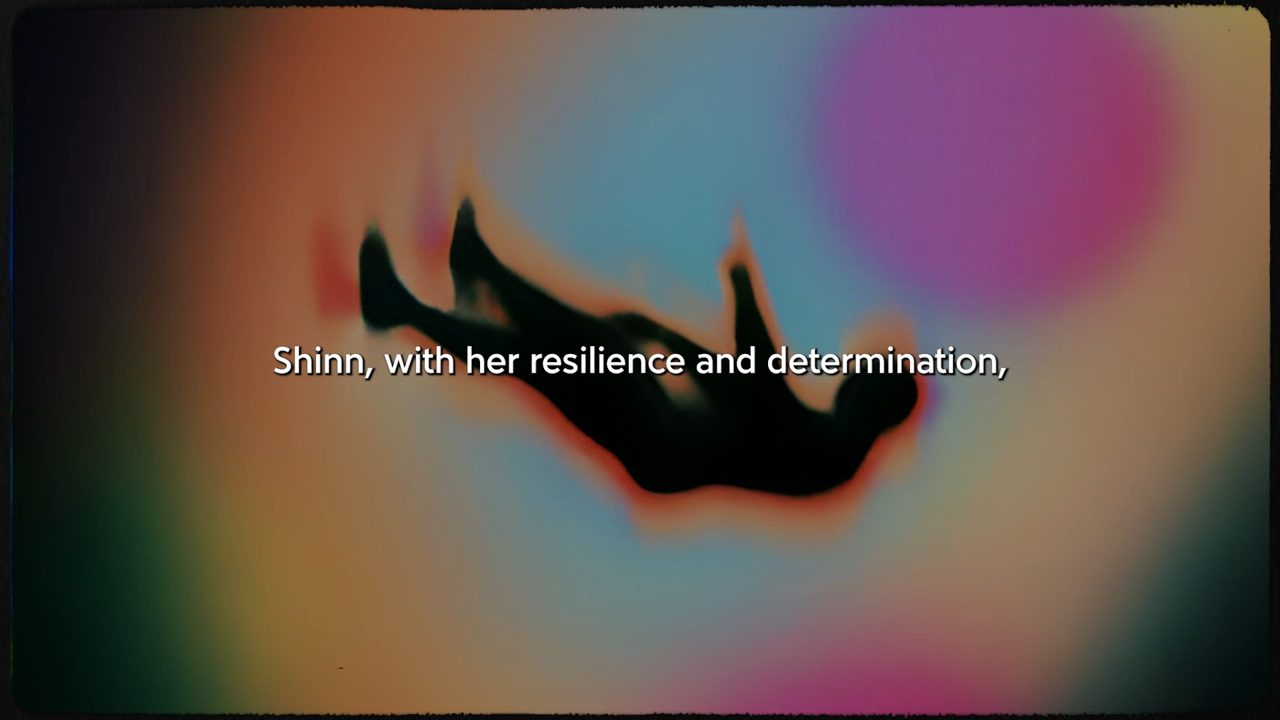 Shinn, with her resilience and determination,